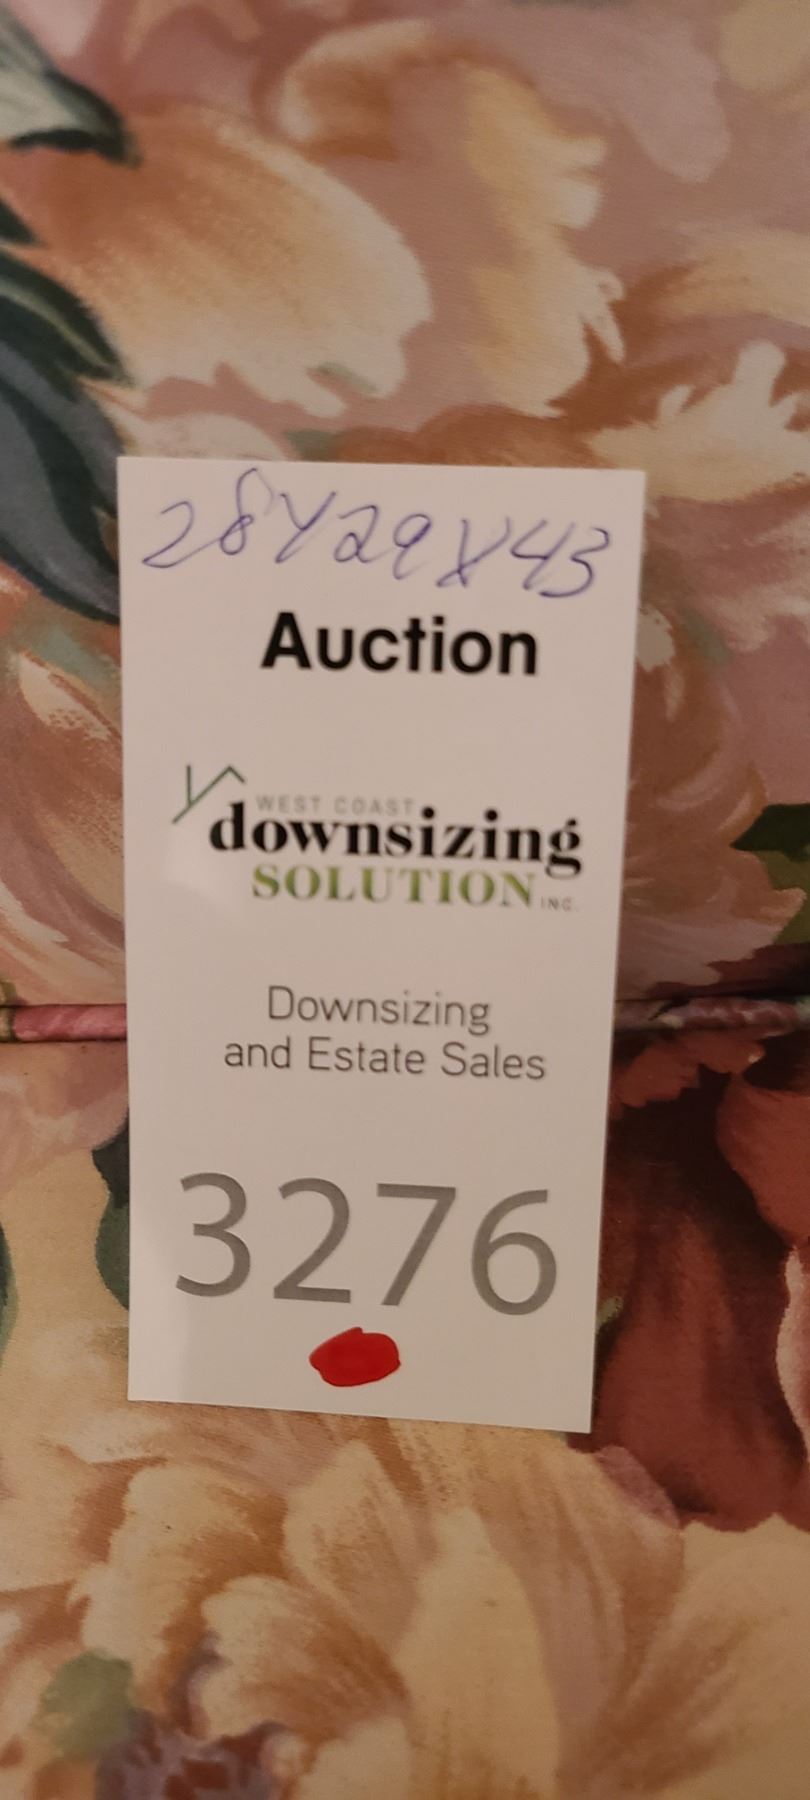 28X29X43
Auction
WEST COAST
downsizing
SOLUTION INC.
Downsizing
and Estate Sales
3276